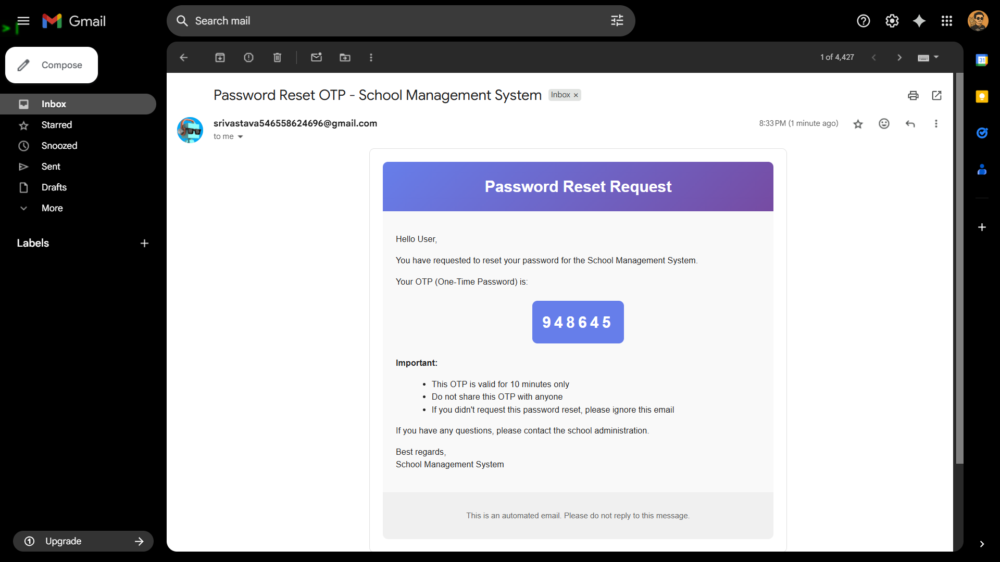 Gmail
Search mail
Compose
1 of 4,427
Inbox
Starred
Snoozed
Sent
Drafts
More
Labels
Upgrade
Password Reset OTP - School Management System
Inbox ×
srivastava546558624696@gmail.com
8:33 PM (1 minute ago)
to me
Password Reset Request
Hello User,
You have requested to reset your password for the School Management System.
Your OTP (One-Time Password) is:
948645
Important:
• This OTP is valid for 10 minutes only
• Do not share this OTP with anyone
• If you didn't request this password reset, please ignore this email
If you have any questions, please contact the school administration.
Best regards,
School Management System
This is an automated email. Please do not reply to this message.
31